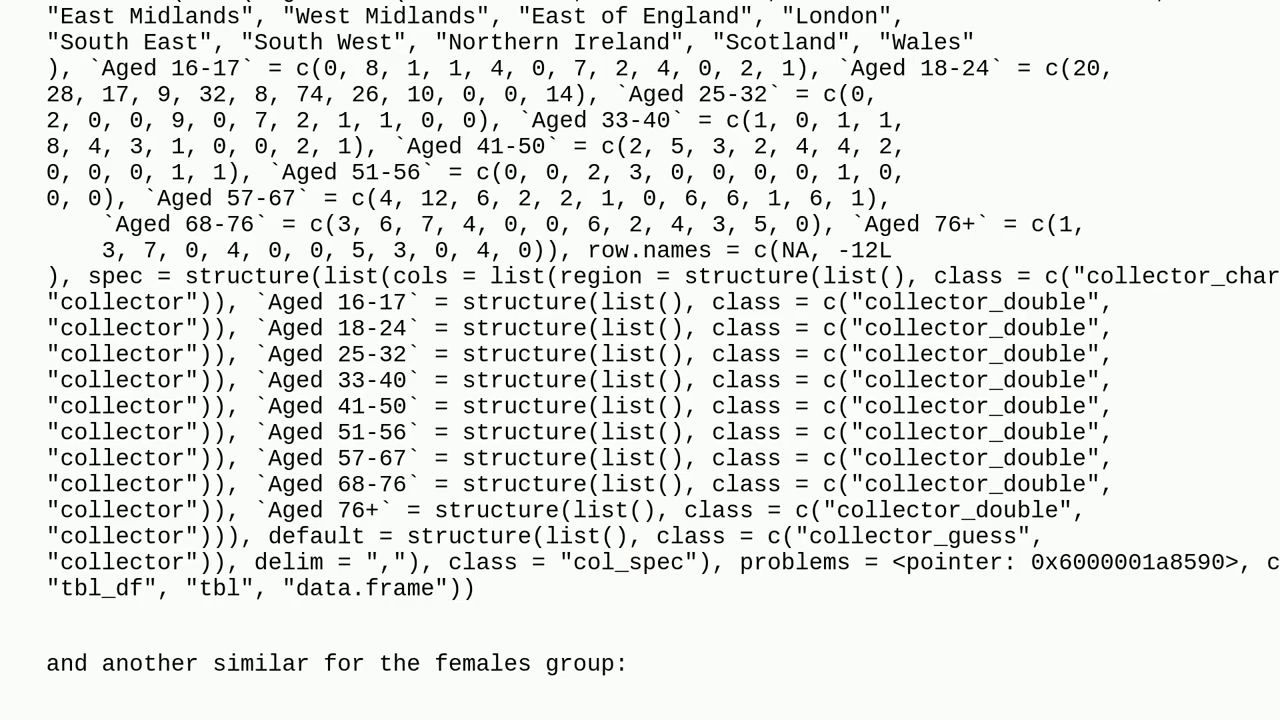 "East Midlands", "West Midlands", "East of England", "London",
"South East", "South West", "Northern Ireland", "Scotland", "Wales"
), `Aged 16-17` = c(0, 8, 1, 1, 4, 0, 7, 2, 4, 0, 2, 1), `Aged 18-24` = c(20,
28, 17, 9, 32, 8, 74, 26, 10, 0, 0, 14), `Aged 25-32` = c(0,
2, 0, 0, 9, 0, 7, 2, 1, 1, 0, 0), `Aged 33-40` = c(1, 0, 1, 1,
8, 4, 3, 1, 0, 0, 2, 1), `Aged 41-50` = c(2, 5, 3, 2, 4, 4, 2,
0, 0, 0, 1, 1), `Aged 51-56` = c(0, 0, 2, 3, 0, 0, 0, 0, 1, 0,
0, 0), `Aged 57-67` = c(4, 12, 6, 2, 2, 1, 0, 6, 6, 1, 6, 1),
    `Aged 68-76` = c(3, 6, 7, 4, 0, 0, 6, 2, 4, 3, 5, 0), `Aged 76+` = c(1,
    3, 7, 0, 4, 0, 0, 5, 3, 0, 4, 0)), row.names = c(NA, -12L
), spec = structure(list(cols = list(region = structure(list(), class = c("collector_char
"collector")), `Aged 16-17` = structure(list(), class = c("collector_double",
"collector")), `Aged 18-24` = structure(list(), class = c("collector_double",
"collector")), `Aged 25-32` = structure(list(), class = c("collector_double",
"collector")), `Aged 33-40` = structure(list(), class = c("collector_double",
"collector")), `Aged 41-50` = structure(list(), class = c("collector_double",
"collector")), `Aged 51-56` = structure(list(), class = c("collector_double",
"collector")), `Aged 57-67` = structure(list(), class = c("collector_double",
"collector")), `Aged 68-76` = structure(list(), class = c("collector_double",
"collector")), `Aged 76+` = structure(list(), class = c("collector_double",
"collector"))), default = structure(list(), class = c("collector_guess",
"collector")), delim = ","), class = "col_spec"), problems = <pointer: 0x6000001a8590>, c
"tbl_df", "tbl", "data.frame"))
and another similar for the females group: